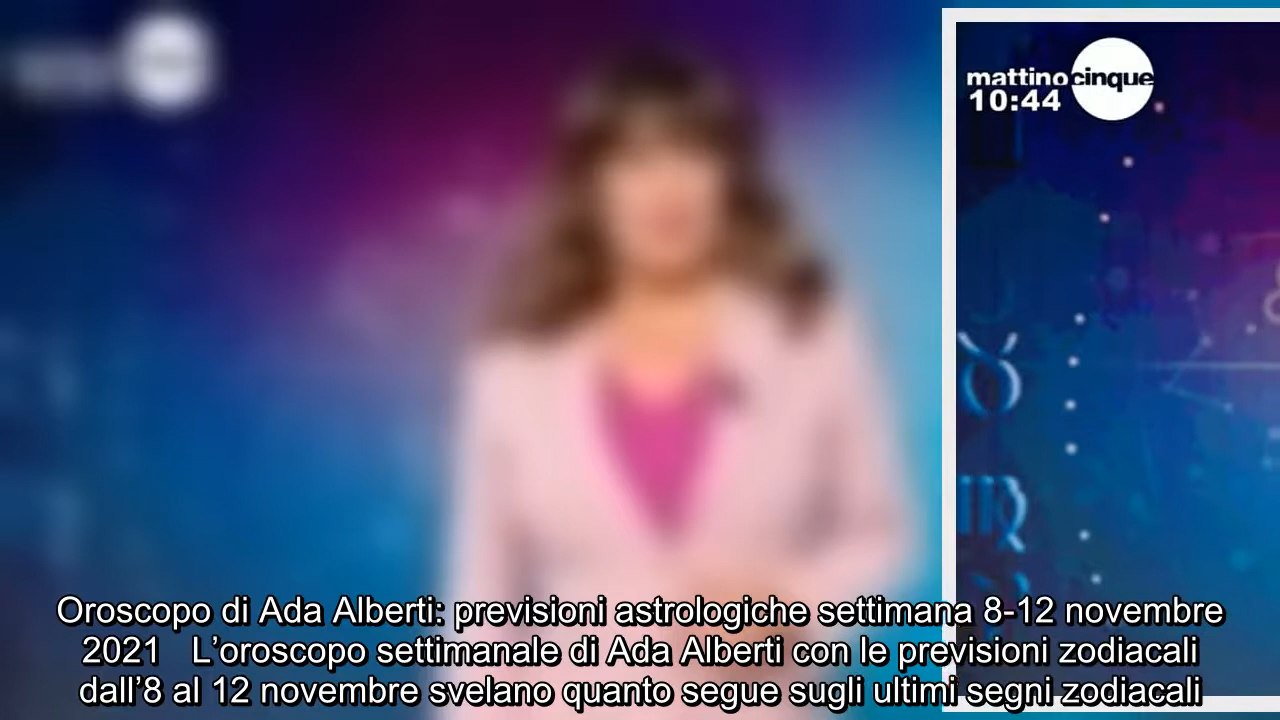 mattino cinque
10:44
Oroscopo di Ada Alberti: previsioni astrologiche settimana 8-12 novembre
2021   L’oroscopo settimanale di Ada Alberti con le previsioni zodiacali
dall’8 al 12 novembre svelano quanto segue sugli ultimi segni zodiacali